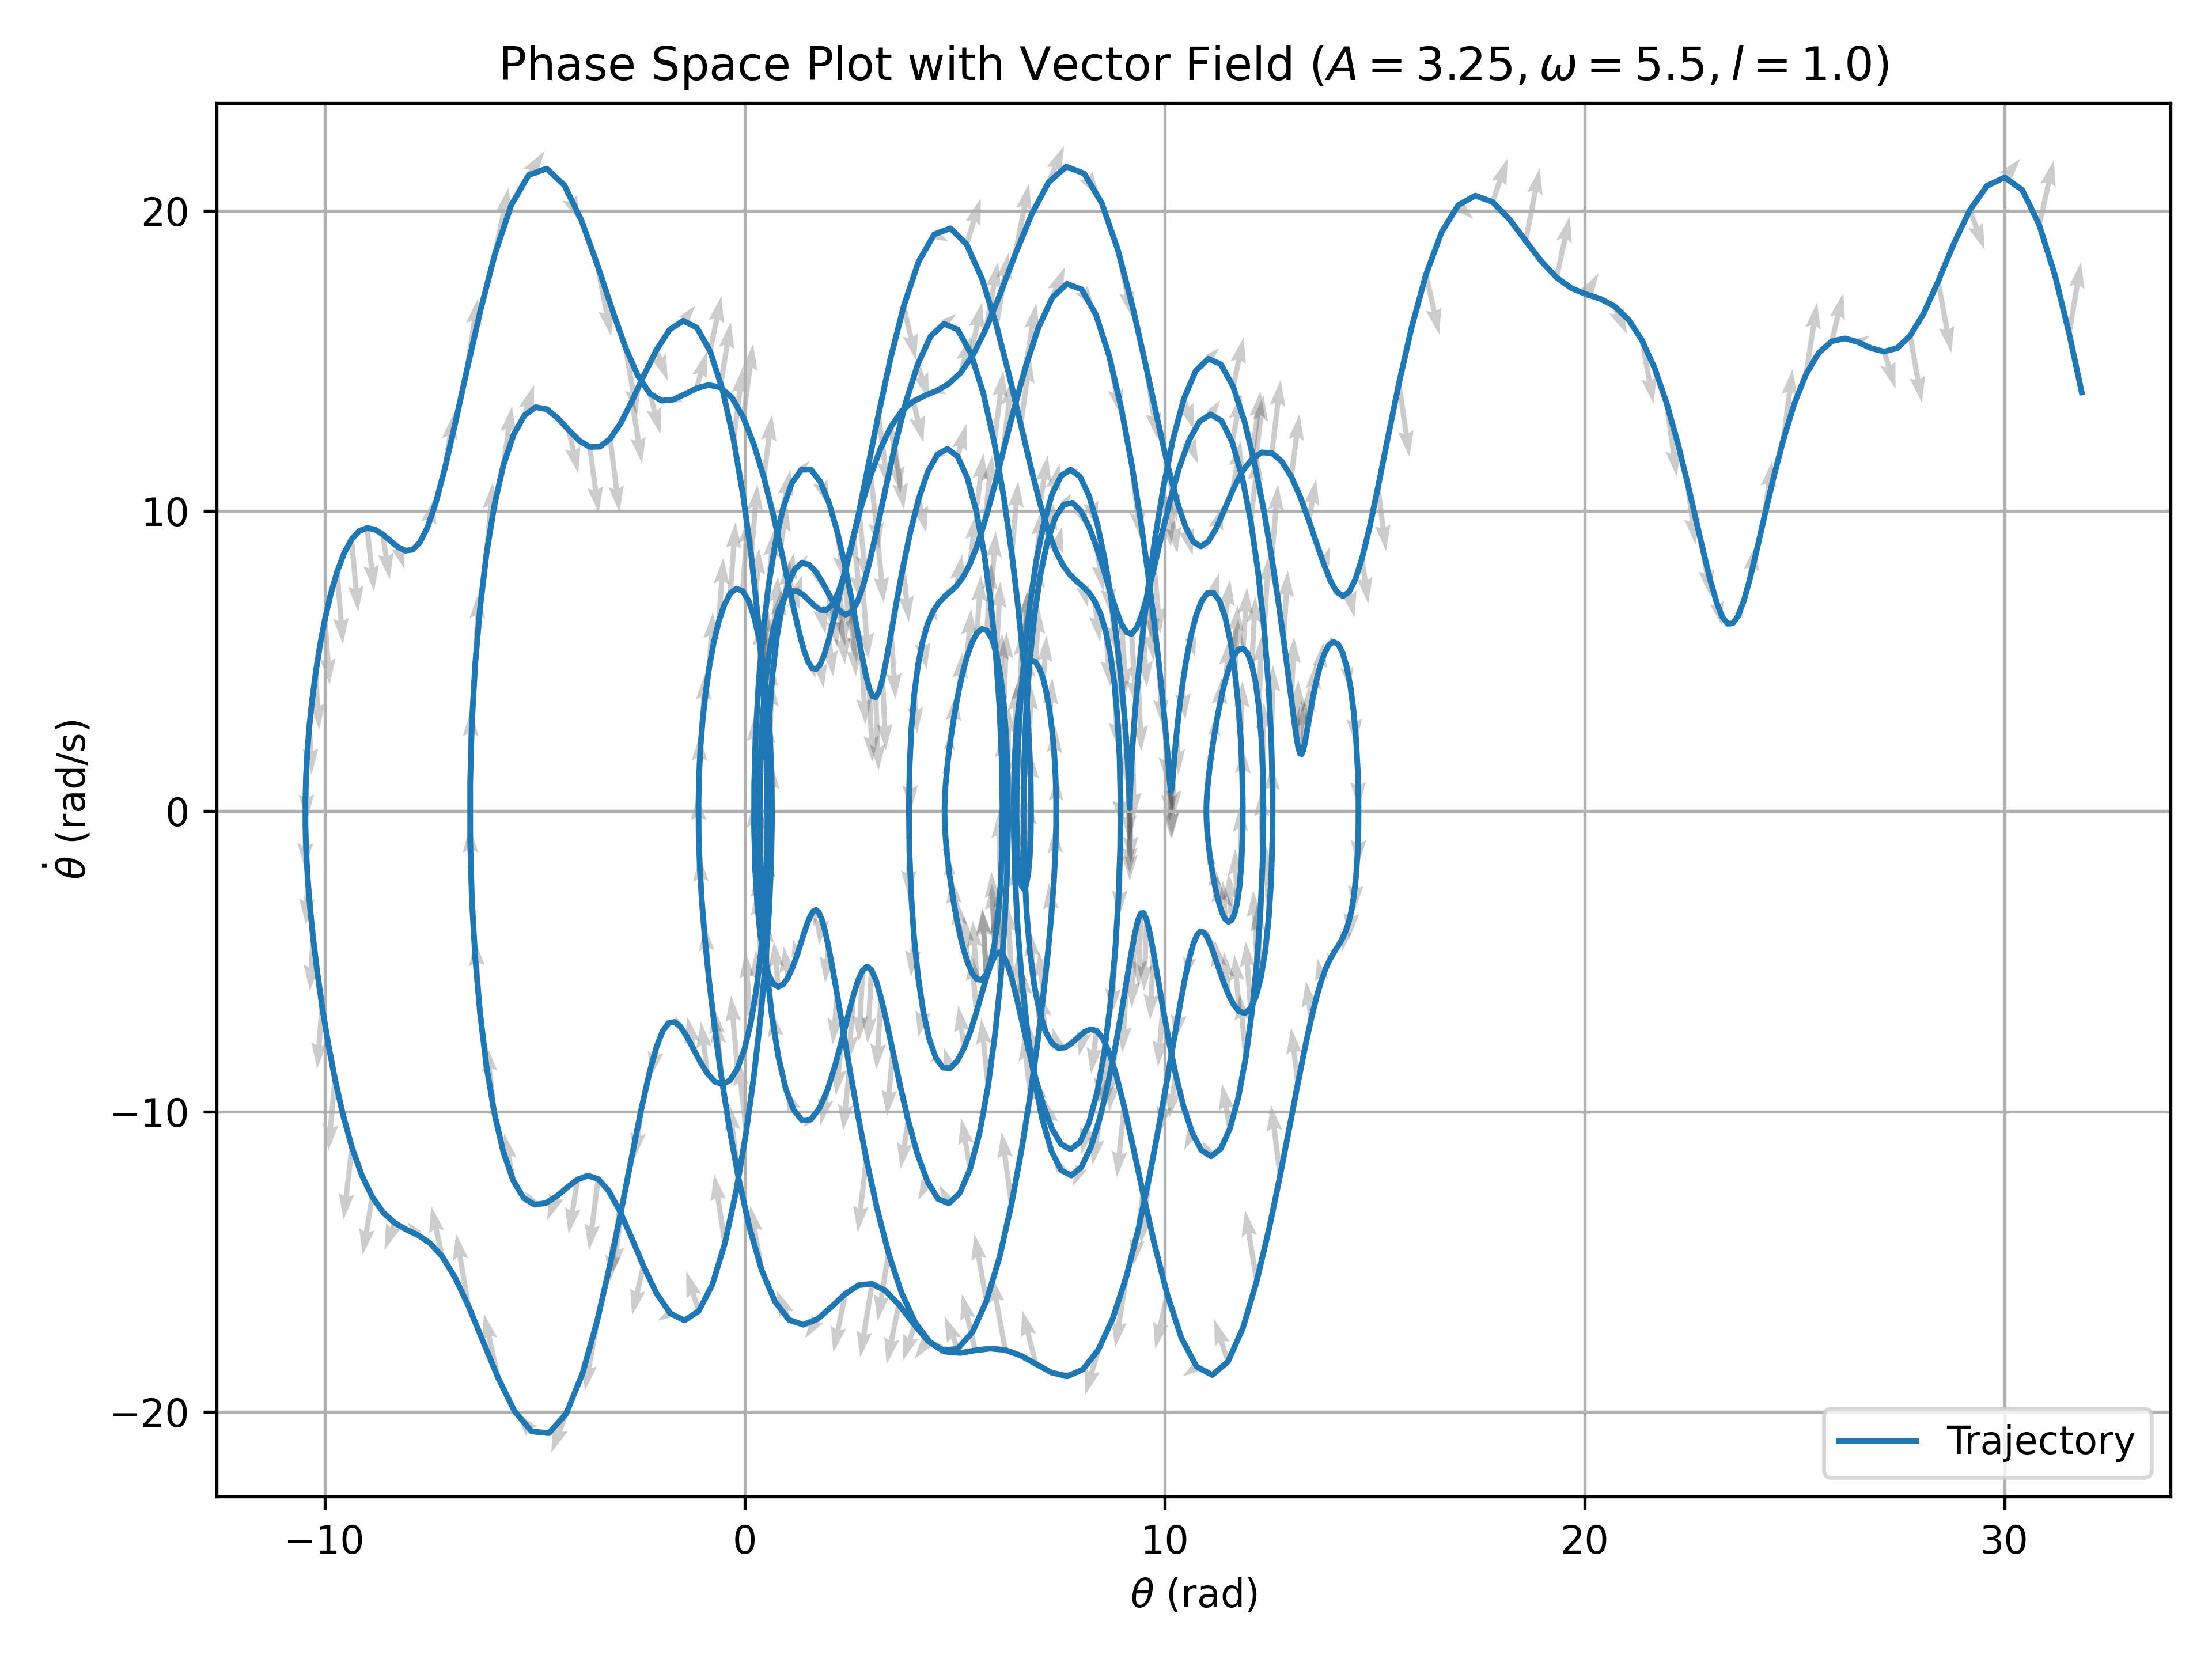 Phase Space Plot with Vector Field (A = 3.25, ω = 5.5, l = 1.0)
20
10
0
−10
−20
θ̇ (rad/s)
Trajectory
−10 0 10 20 30
θ (rad)